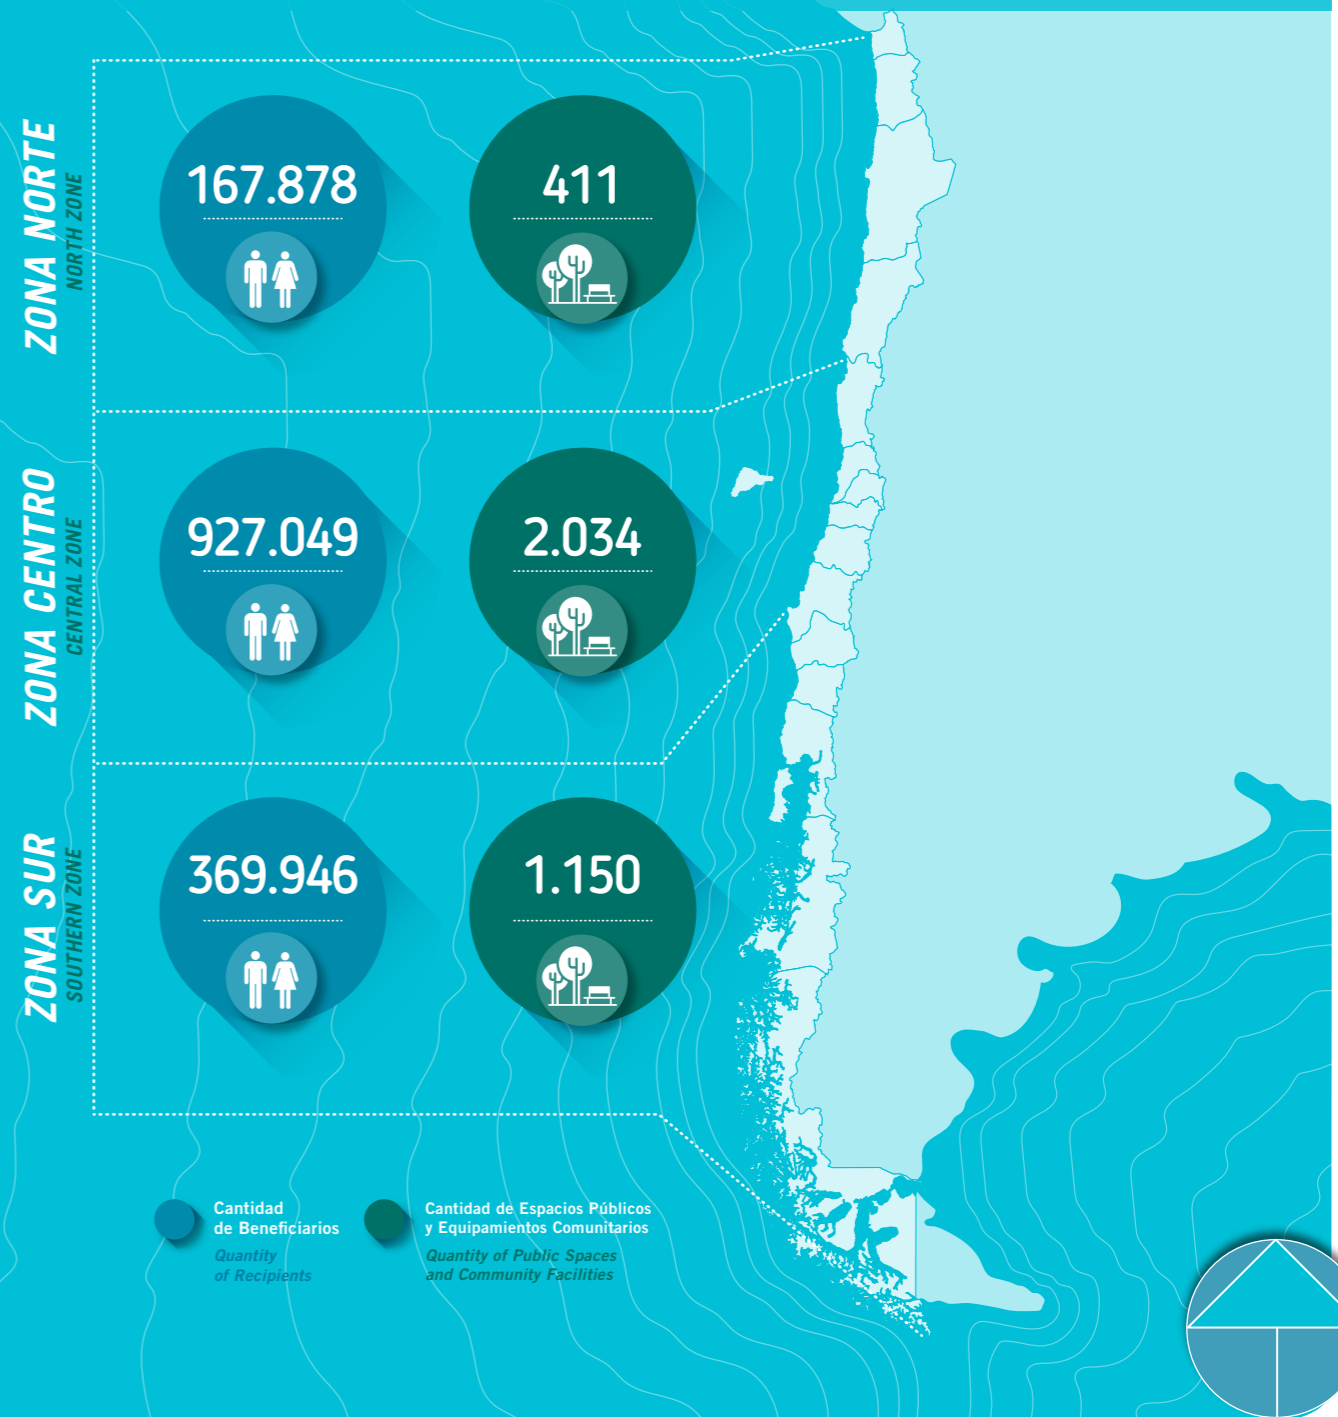 ZONA NORTE
NORTH ZONE
167.878
411
ZONA CENTRO
CENTRAL ZONE
927.049
2.034
ZONA SUR
SOUTHERN ZONE
369.946
1.150
Cantidad
de Beneficiarios
Quantity
of Recipients
Cantidad de Espacios Públicos
y Equipamientos Comunitarios
Quantity of Public Spaces
and Community Facilities